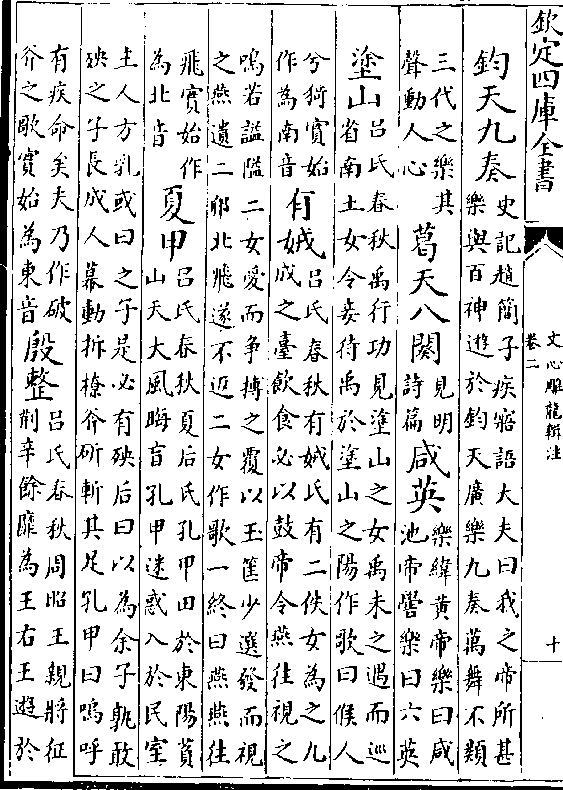 欽定四庫全書
文心雕龍輯注
卷二
十
鈞天九奏 史記趙簡子疾寤語大夫曰我之帝所甚
樂與百神遊於鈞天廣樂九奏萬舞不類
三代之樂其
聲動人心
葛天八闋 見明
詩篇
咸英 樂緯黄帝樂曰咸
池帝嚳樂曰六英
塗山 吕氏春秋禹行功見塗山之女禹未之遇而巡
省南土女令妾待禹於塗山之陽作歌曰候人
兮猗實始
作為南音
有娀 吕氏春秋有娀氏有二佚女為之九
成之臺飲食必以鼓帝令燕往視之
鳴若謚隘二女愛而争搏之覆以玉筐少選發而視
之燕遺二卵北飛遂不返二女作歌一終曰燕燕往
飛實始作
為北音
夏甲 吕氏春秋夏后氏孔甲田於東陽萯
山天大風晦盲孔甲迷惑入於民室
主人方乳或曰之子是必有殃后曰以為余子孰敢
殃之子長成人幕動拆橑斧斫斬其足孔甲曰嗚呼
有疾命矣夫乃作破
斧之歌實始為東音
殷整 吕氏春秋周昭王親將征
荆辛餘靡為王右王遊於